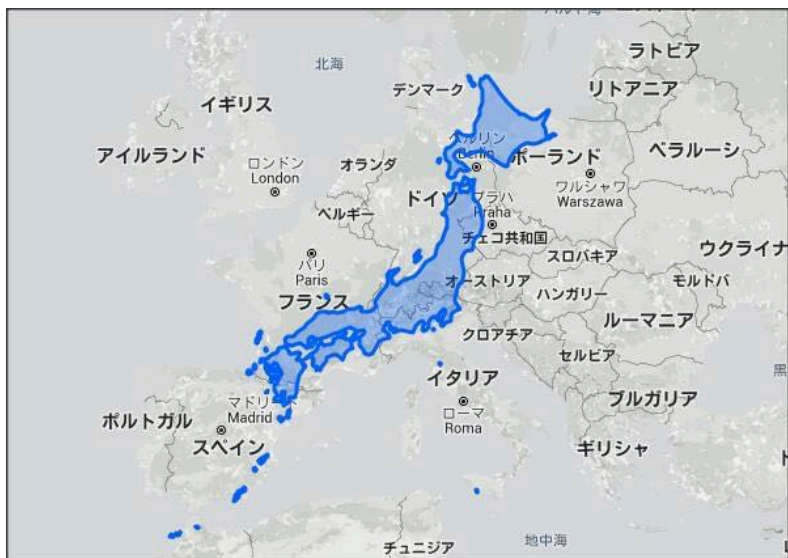 バルト海
ラトビア
北海
デンマーク
リトアニア
イギリス
アイルランド
ロンドン
London
オランダ
ベルリン
Berlin
ポーランド
ベラルーシ
ワルシャワ
Warszawa
ドイツ
プラハ
Praha
ベルギー
チェコ共和国
パリ
Paris
スロバキア
ウクライナ
オーストリア
モルドバ
フランス
ハンガリー
ルーマニア
クロアチア
セルビア
イタリア
ブルガリア
黒
マドリード
Madrid
ローマ
Roma
ポルトガル
スペイン
ギリシャ
ト
チュニジア
地中海